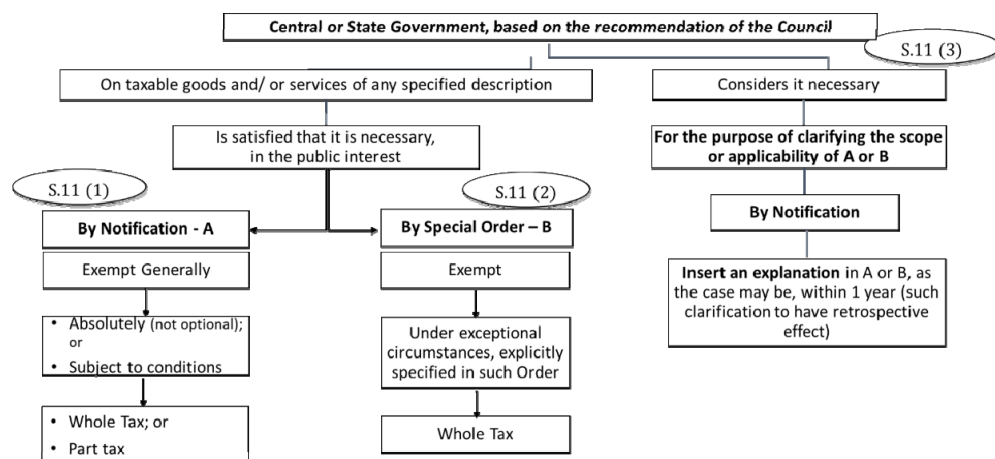 Central or State Government, based on the recommendation of the Council
S.11 (3)
On taxable goods and/ or services of any specified description
Considers it necessary
Is satisfied that it is necessary,
in the public interest
For the purpose of clarifying the scope
or applicability of A or B
S.11 (1)
S.11 (2)
By Notification - A
By Special Order – B
By Notification
Exempt Generally
Exempt
Insert an explanation in A or B, as
the case may be, within 1 year (such
clarification to have retrospective
effect)
• Absolutely (not optional);
or
• Subject to conditions
Under exceptional
circumstances, explicitly
specified in such Order
• Whole Tax; or
• Part tax
Whole Tax